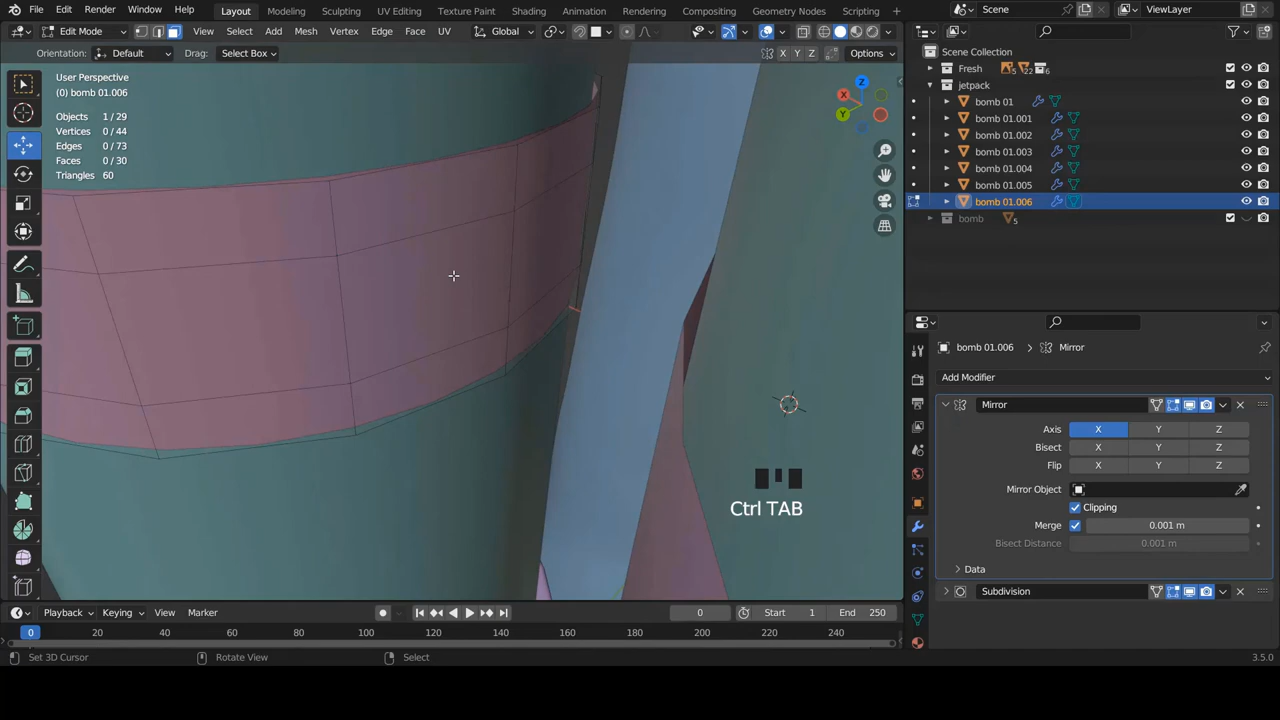 File Edit Render Window Help Layout Modeling Sculpting UV Editing Texture Paint Shading Animation Rendering Compositing Geometry Nodes Scripting Scene ViewLayer
Edit Mode View Select Add Mesh Vertex Edge Face UV Global
Orientation: Default Drag: Select Box X Y Z Options
User Perspective
(0) bomb 01.006
Objects 1/29
Vertices 0/44
Edges 0/73
Faces 0/30
Triangles 60
Z
X
Y
Ctrl TAB
Scene Collection
Fresh 5 22 6
jetpack
bomb 01
bomb 01.001
bomb 01.002
bomb 01.003
bomb 01.004
bomb 01.005
bomb 01.006
bomb 5
bomb 01.006 > Mirror
Add Modifier
Mirror
Axis X Y Z
Bisect X Y Z
Flip X Y Z
Mirror Object
Clipping
Merge 0.001 m
Bisect Distance 0.001 m
Data
Subdivision
Playback Keying View Marker 0 Start 1 End 250
0 20 40 60 80 100 120 140 160 180 200 220 240
Set 3D Cursor Rotate View Select 3.5.0